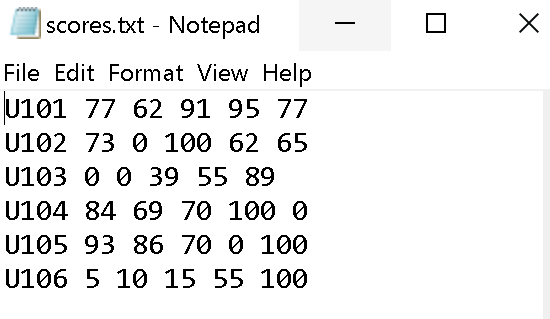 scores.txt - Notepad
File Edit Format View Help
U101 77 62 91 95 77
U102 73 0 100 62 65
U103 0 0 39 55 89
U104 84 69 70 100 0
U105 93 86 70 0 100
U106 5 10 15 55 100